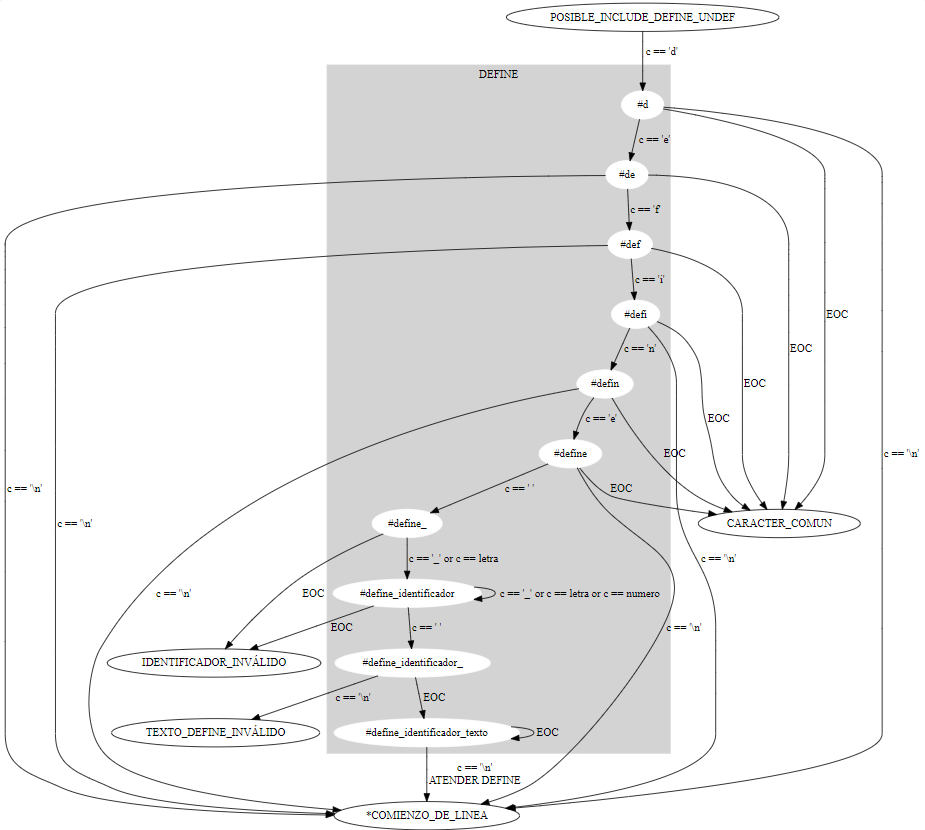 POSIBLE_INCLUDE_DEFINE_UNDEF
c == 'd'
DEFINE
#d
c == 'e'
#de
c == 'f'
#def
c == 'i'
#defi
EOC
c == 'n'
EOC
#defin
EOC
c == 'e'
EOC
#define
EOC
c == '\n'
EOC
c == ' '
c == '\n'
#define_
CARACTER_COMUN
c == '\n'
c == '_' or c == letra
c == '\n'
c == '\n'
EOC
#define_identificador
c == '_' or c == letra or c == numero
EOC
c == ' '
c == '\n'
IDENTIFICADOR_INVÁLIDO
#define_identificador_
c == '\n'
EOC
TEXTO_DEFINE_INVÁLIDO
#define_identificador_texto
EOC
c == '\n'
ATENDER DEFINE
*COMIENZO_DE_LINEA